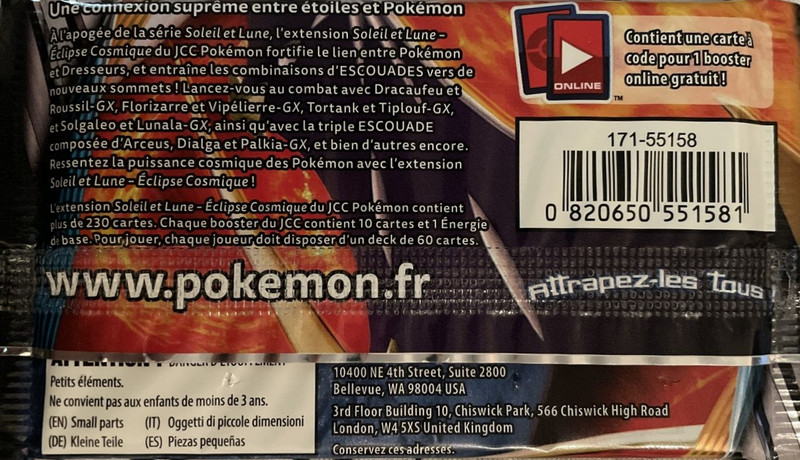 Une connexion suprême entre étoiles et Pokémon
À l'apogée de la série Soleil et Lune, l'extension Soleil et Lune –
Éclipse Cosmique du JCC Pokémon fortifie le lien entre Pokémon
et Dresseurs, et entraîne les combinaisons d'ESCOUADES vers de
nouveaux sommets ! Lancez-vous au combat avec Dracaufeu et
Roussil-GX, Florizarre et Vipélierre-GX, Tortank et Tiplouf-GX,
et Solgaleo et Lunala-GX; ainsi qu'avec la triple ESCOUADE
composée d'Arceus, Dialga et Palkia-GX, et bien d'autres encore.
Ressentez la puissance cosmique des Pokémon avec l'extension
Soleil et Lune – Éclipse Cosmique !
L'extension Soleil et Lune – Éclipse Cosmique du JCC Pokémon contient
plus de 230 cartes. Chaque booster du JCC contient 10 cartes et 1 Énergie
de base. Pour jouer, chaque joueur doit disposer d'un deck de 60 cartes.
ONLINE
TM
Contient une carte à
code pour 1 booster
online gratuit !
171-55158
0 820650 551581
www.pokemon.fr
Attrapez-les Tous
ATTENTION ! DANGER D'ÉTOUFFEMENT
Petits éléments.
Ne convient pas aux enfants de moins de 3 ans.
(EN) Small parts (IT) Oggetti di piccole dimensioni
(DE) Kleine Teile (ES) Piezas pequeñas
10400 NE 4th Street, Suite 2800
Bellevue, WA 98004 USA
3rd Floor Building 10, Chiswick Park, 566 Chiswick High Road
London, W4 5XS United Kingdom
Conservez ces adresses.